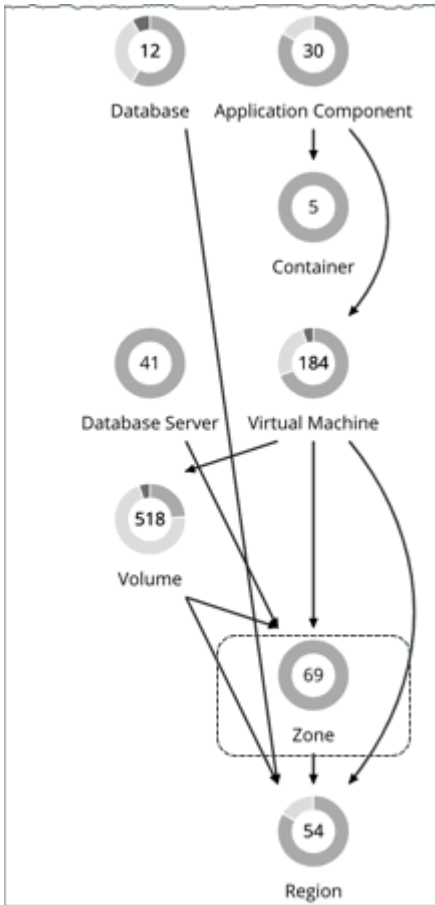 12 30
Database Application Component
5
Container
41 184
Database Server Virtual Machine
518
Volume
69
Zone
54
Region